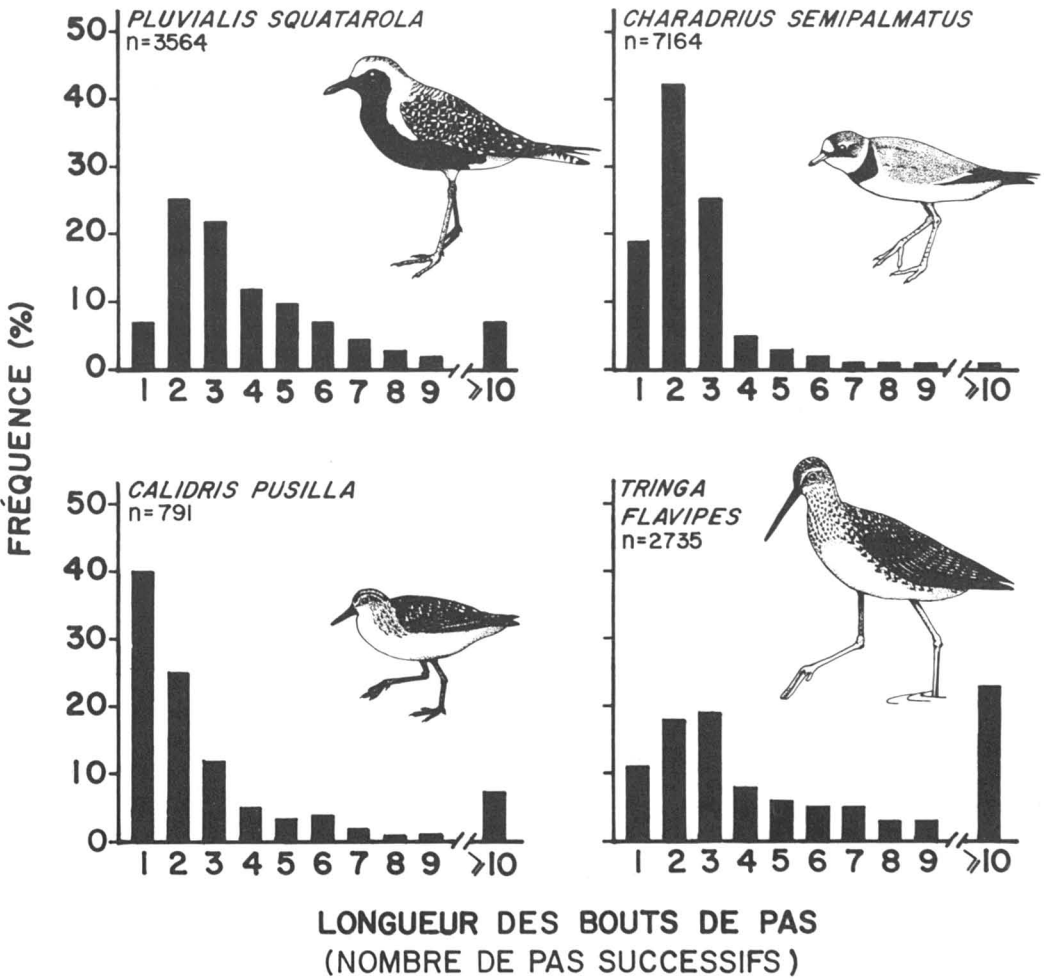 FRÉQUENCE (%)
PLUVIALIS SQUATAROLA
n=3564
50
40
30
20
10
0
1 2 3 4 5 6 7 8 9 ⩾10
CHARADRIUS SEMIPALMATUS
n=7164
1 2 3 4 5 6 7 8 9 ⩾10
CALIDRIS PUSILLA
n=791
50
40
30
20
10
0
1 2 3 4 5 6 7 8 9 ⩾10
TRINGA
FLAVIPES
n=2735
1 2 3 4 5 6 7 8 9 ⩾10
LONGUEUR DES BOUTS DE PAS
(NOMBRE DE PAS SUCCESSIFS)